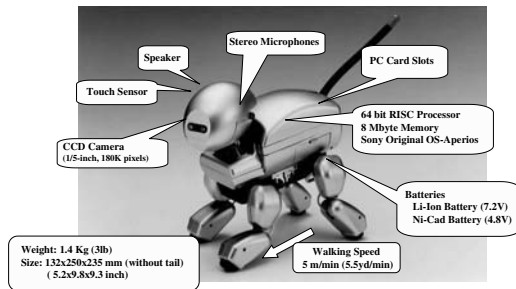 Stereo Microphones
Speaker
PC Card Slots
Touch Sensor
64 bit RISC Processor
8 Mbyte Memory
Sony Original OS-Aperios
CCD Camera
(1/5-inch, 180K pixels)
Batteries
Li-Ion Battery (7.2V)
Ni-Cad Battery (4.8V)
Weight: 1.4 Kg (3lb)
Size: 132x250x235 mm (without tail)
( 5.2x9.8x9.3 inch)
Walking Speed
5 m/min (5.5yd/min)